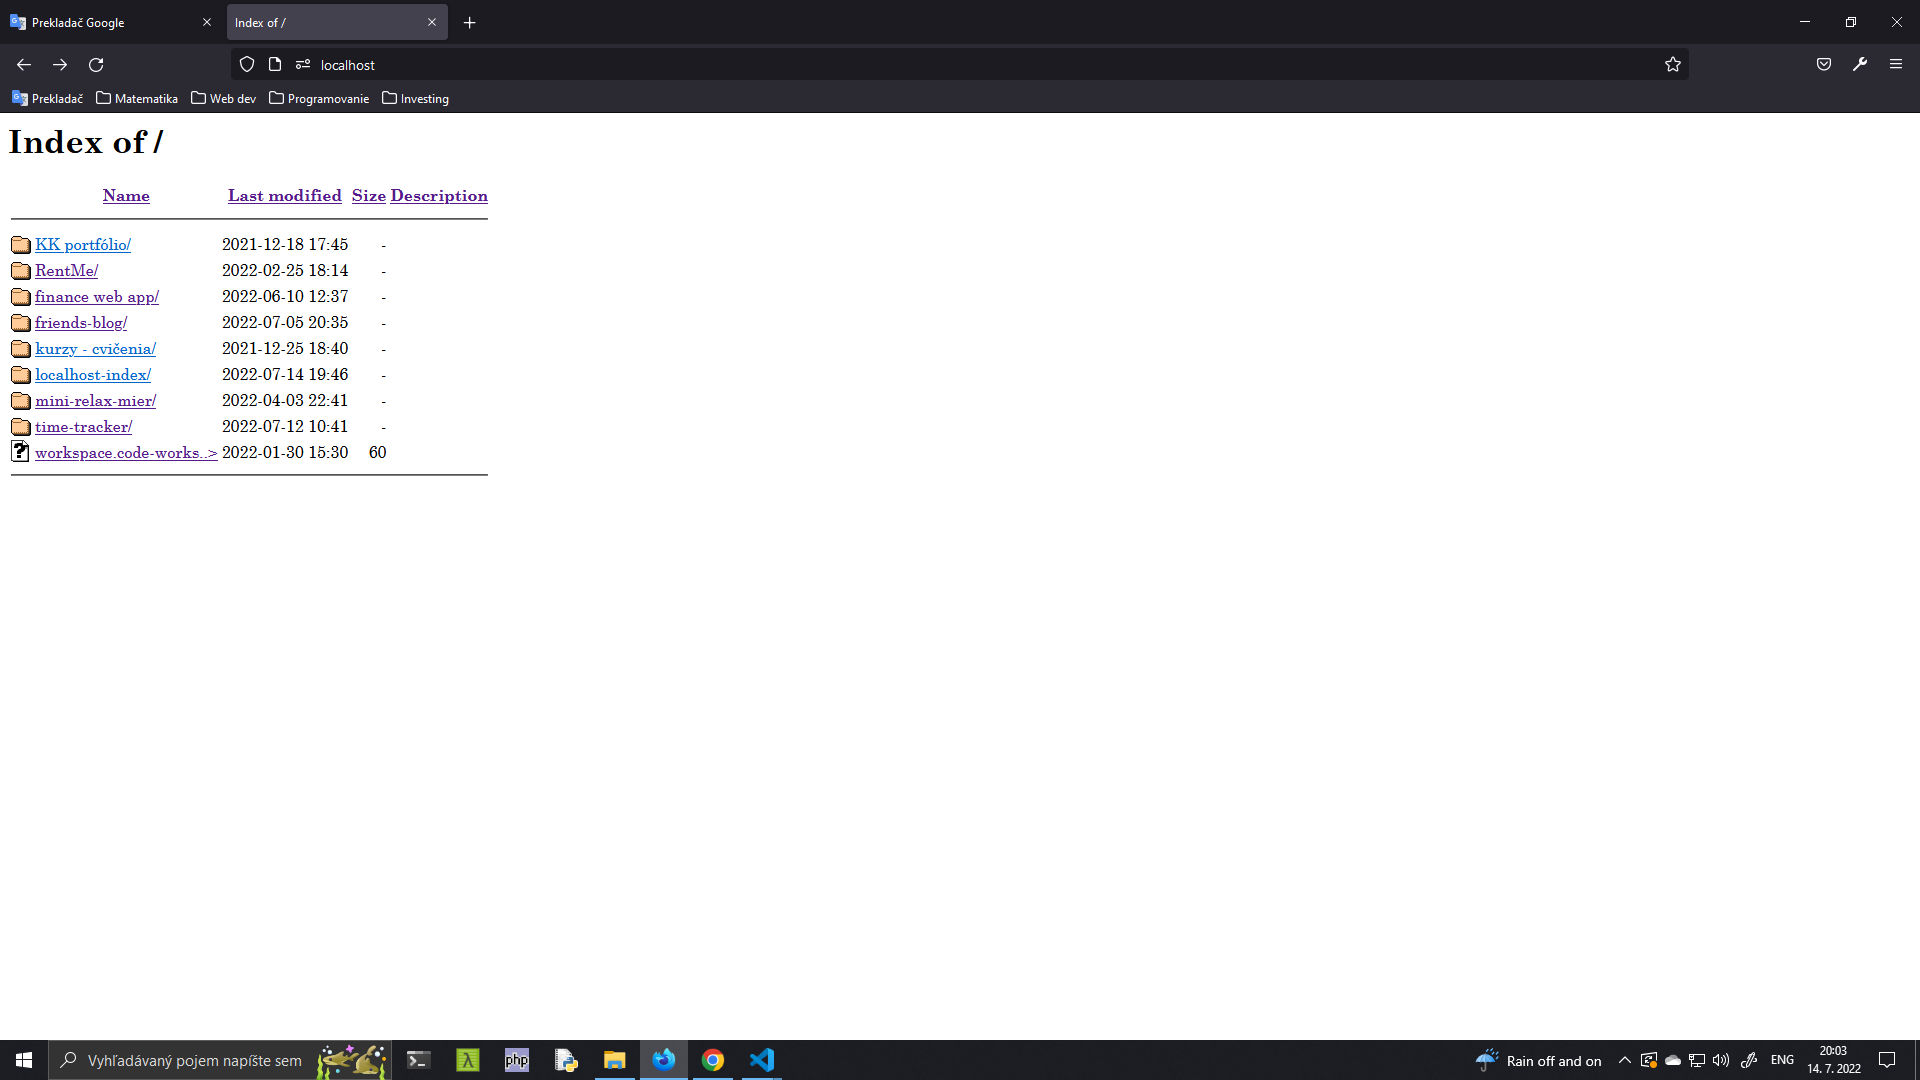 Prekladač Google
Index of /
localhost
Prekladač Matematika Web dev Programovanie Investing
Index of /
Name Last modified Size Description
KK portfólio/ 2021-12-18 17:45 -
RentMe/ 2022-02-25 18:14 -
finance web app/ 2022-06-10 12:37 -
friends-blog/ 2022-07-05 20:35 -
kurzy - cvičenia/ 2021-12-25 18:40 -
localhost-index/ 2022-07-14 19:46 -
mini-relax-mier/ 2022-04-03 22:41 -
time-tracker/ 2022-07-12 10:41 -
workspace.code-works..> 2022-01-30 15:30 60
Vyhľadávaný pojem napíšte sem
php
Rain off and on
ENG
20:03
14. 7. 2022